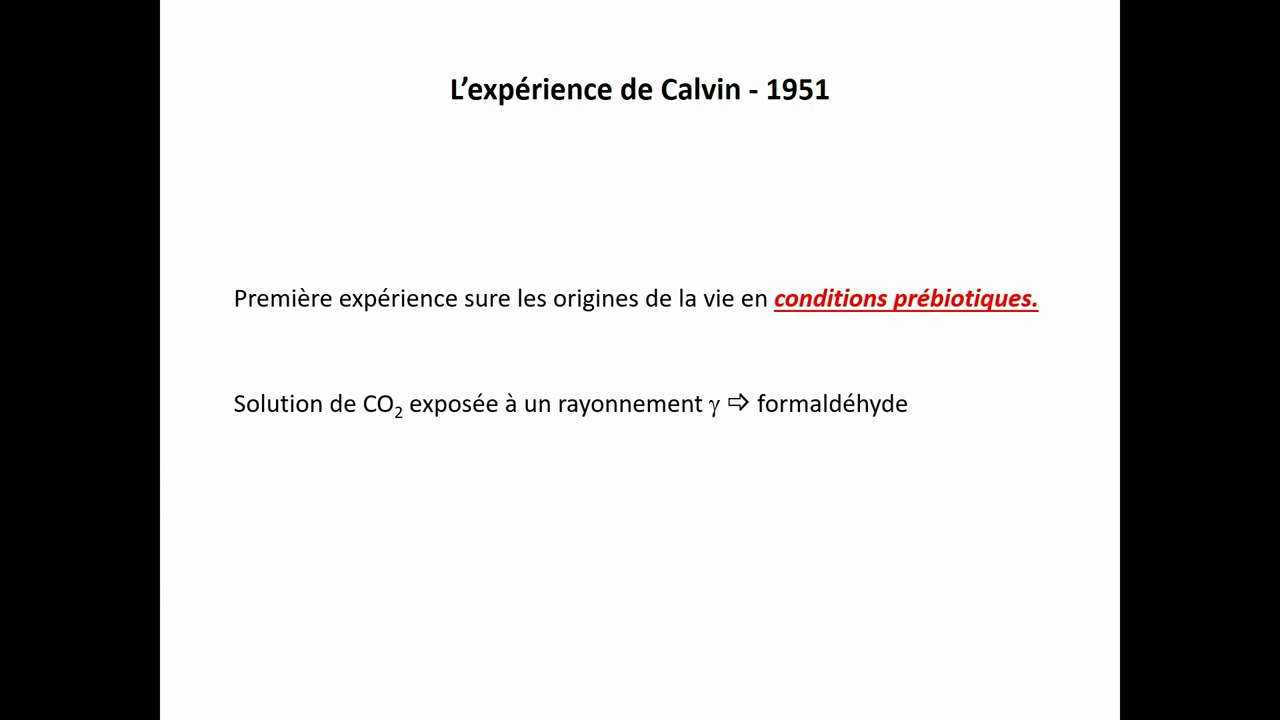 L’expérience de Calvin - 1951
Première expérience sure les origines de la vie en conditions prébiotiques.
Solution de CO₂ exposée à un rayonnement γ ⇨ formaldéhyde